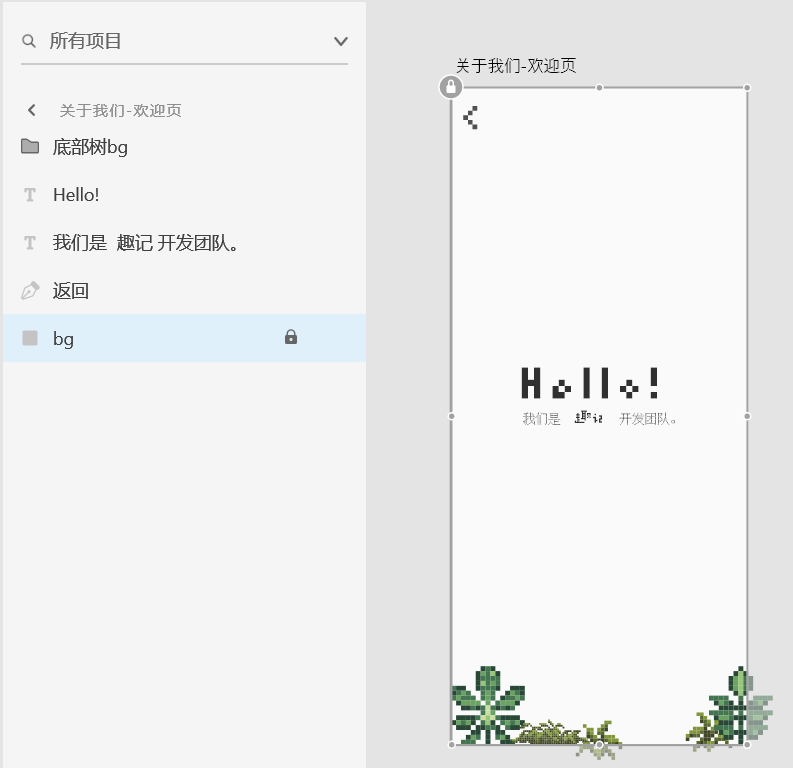 所有项目
关于我们-欢迎页
底部树bg
Hello!
我们是 趣记 开发团队。
返回
bg
关于我们-欢迎页
Hello!
我们是 趣记 开发团队。